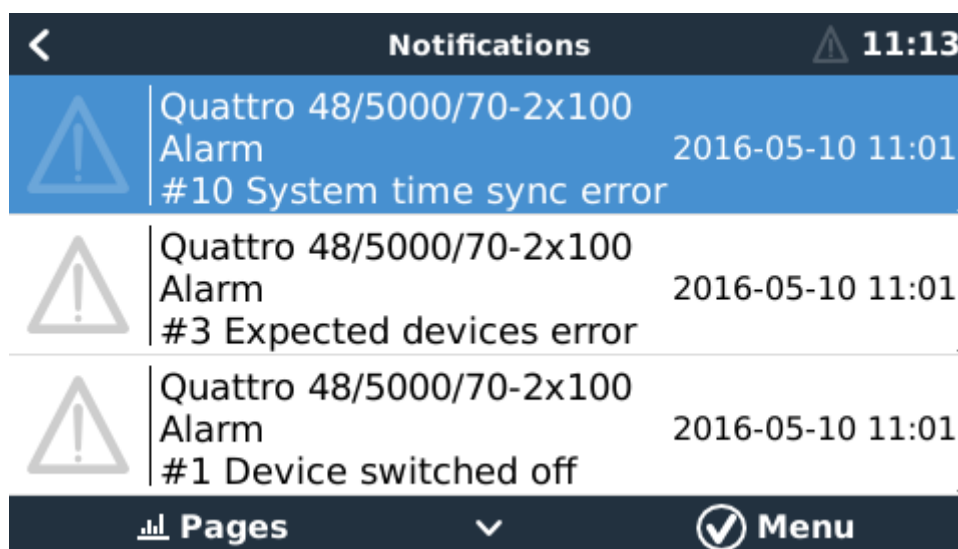 Notifications 11:13
Quattro 48/5000/70-2x100
Alarm 2016-05-10 11:01
#10 System time sync error
Quattro 48/5000/70-2x100
Alarm 2016-05-10 11:01
#3 Expected devices error
Quattro 48/5000/70-2x100
Alarm 2016-05-10 11:01
#1 Device switched off
Pages Menu